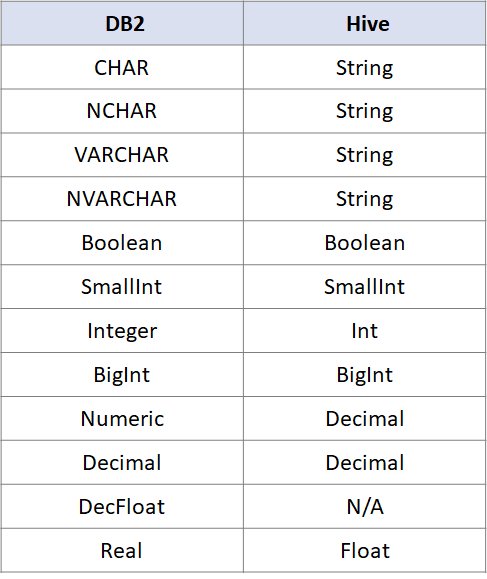 DB2 Hive
CHAR String
NCHAR String
VARCHAR String
NVARCHAR String
Boolean Boolean
SmallInt SmallInt
Integer Int
BigInt BigInt
Numeric Decimal
Decimal Decimal
DecFloat N/A
Real Float